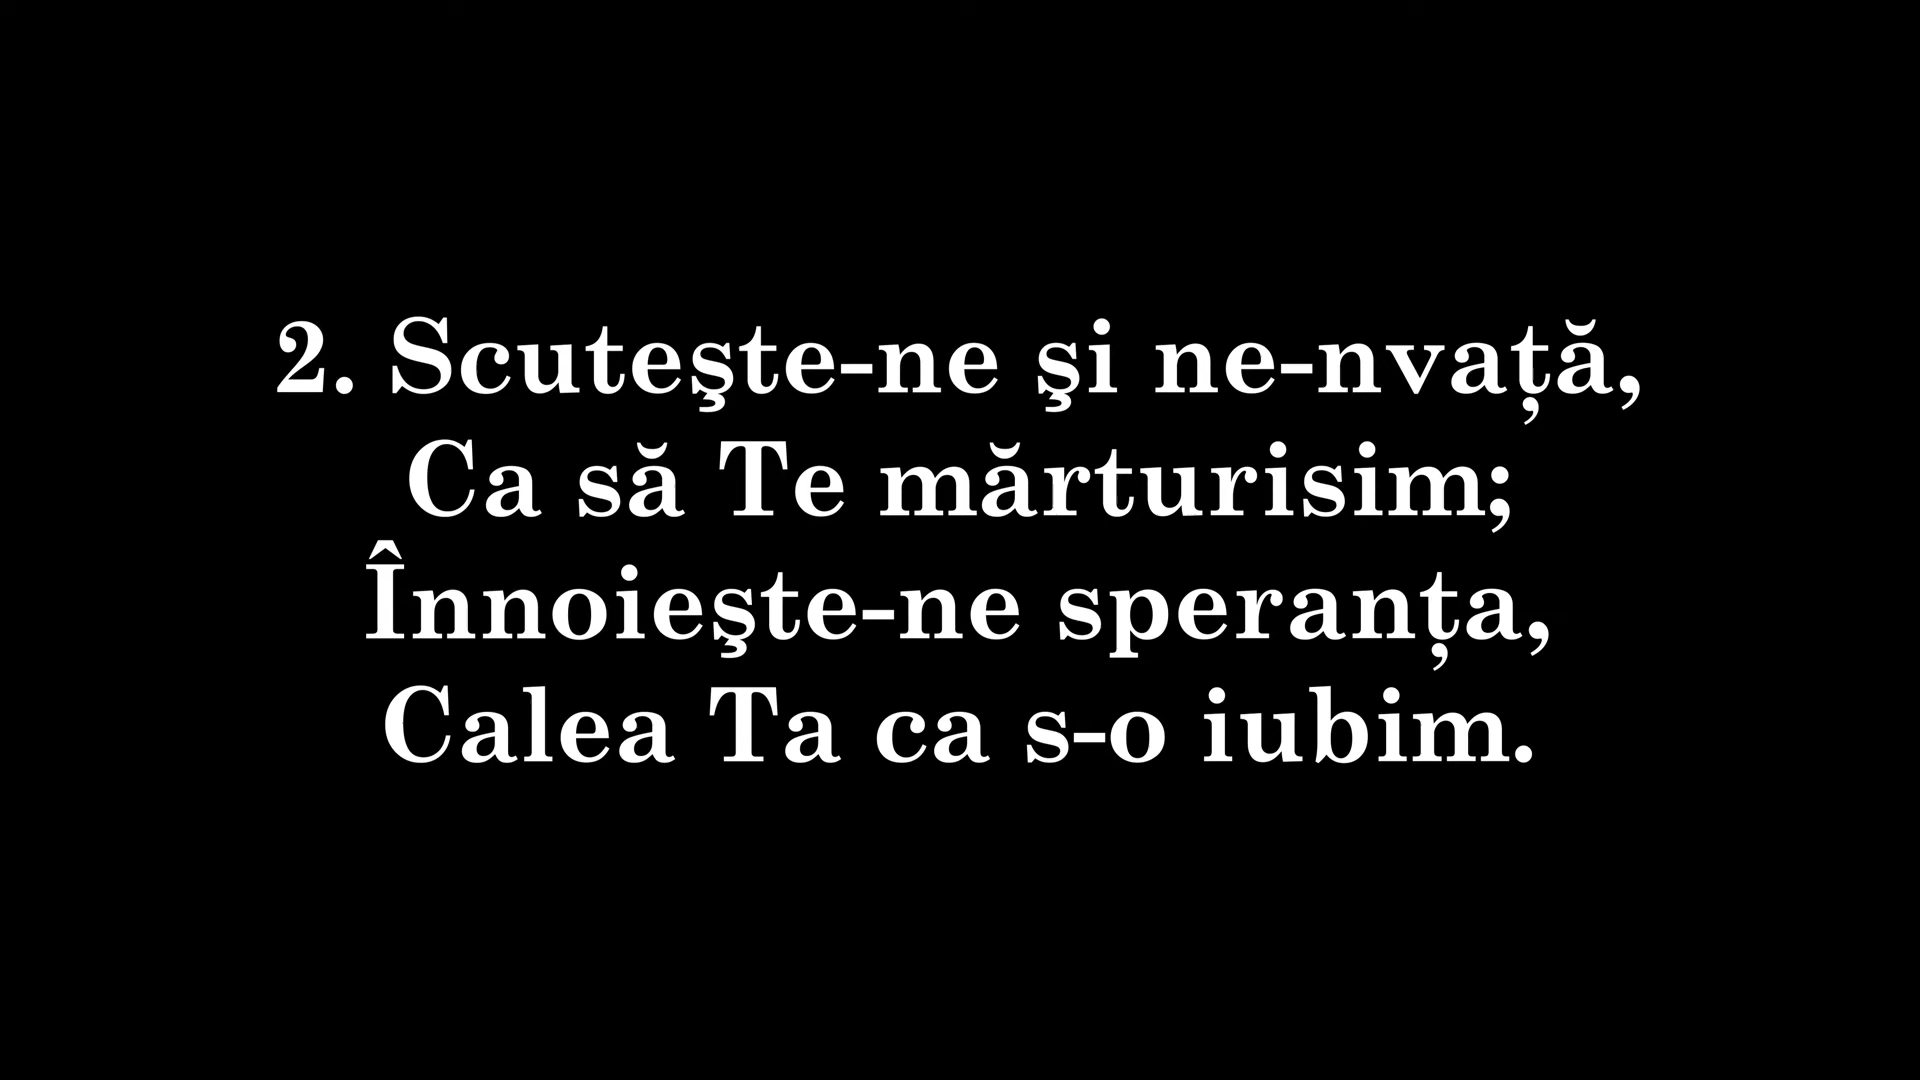 2. Scuteşte-ne şi ne-nvață,
Ca să Te mărturisim;
Înnoieşte-ne speranța,
Calea Ta ca s-o iubim.